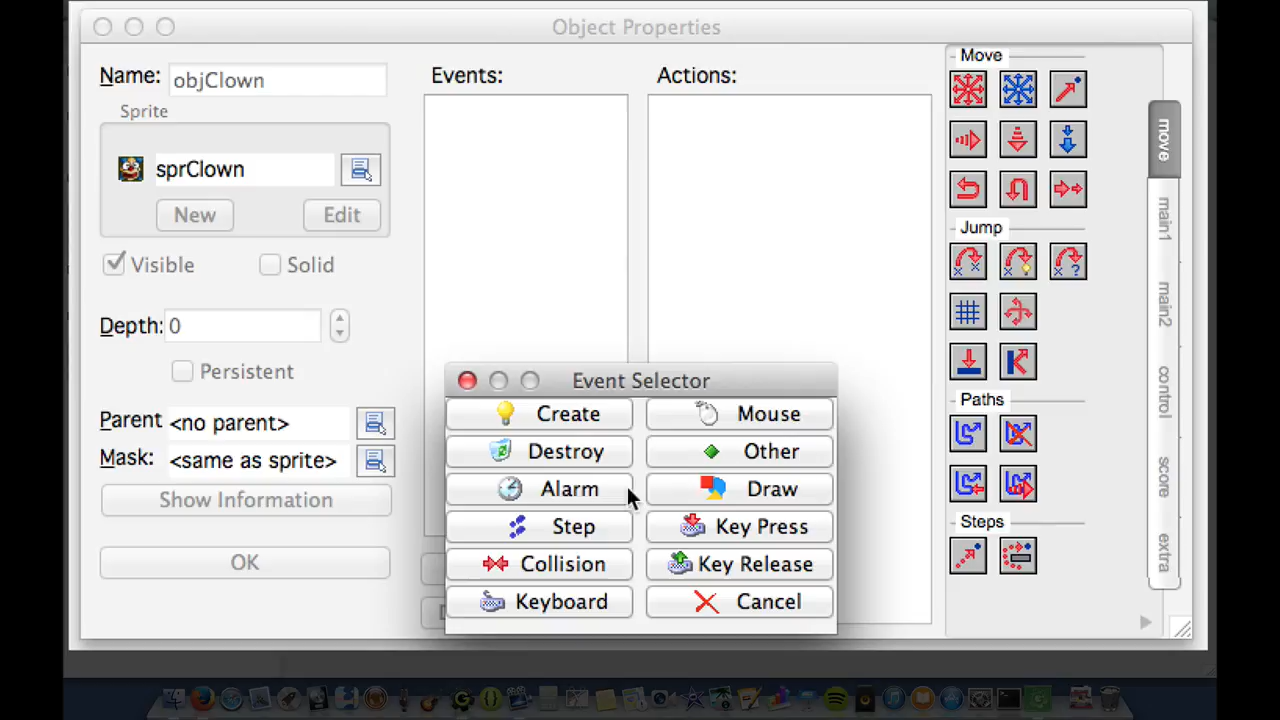 Object Properties
Name: objClown
Sprite
sprClown
New Edit
Visible Solid
Depth: 0
Persistent
Parent <no parent>
Mask: <same as sprite>
Show Information
OK
Events:
Actions:
Event Selector
Create Mouse
Destroy Other
Alarm Draw
Step Key Press
Collision Key Release
Keyboard Cancel
Move
Jump
Paths
Steps
move
main1
main2
control
score
extra